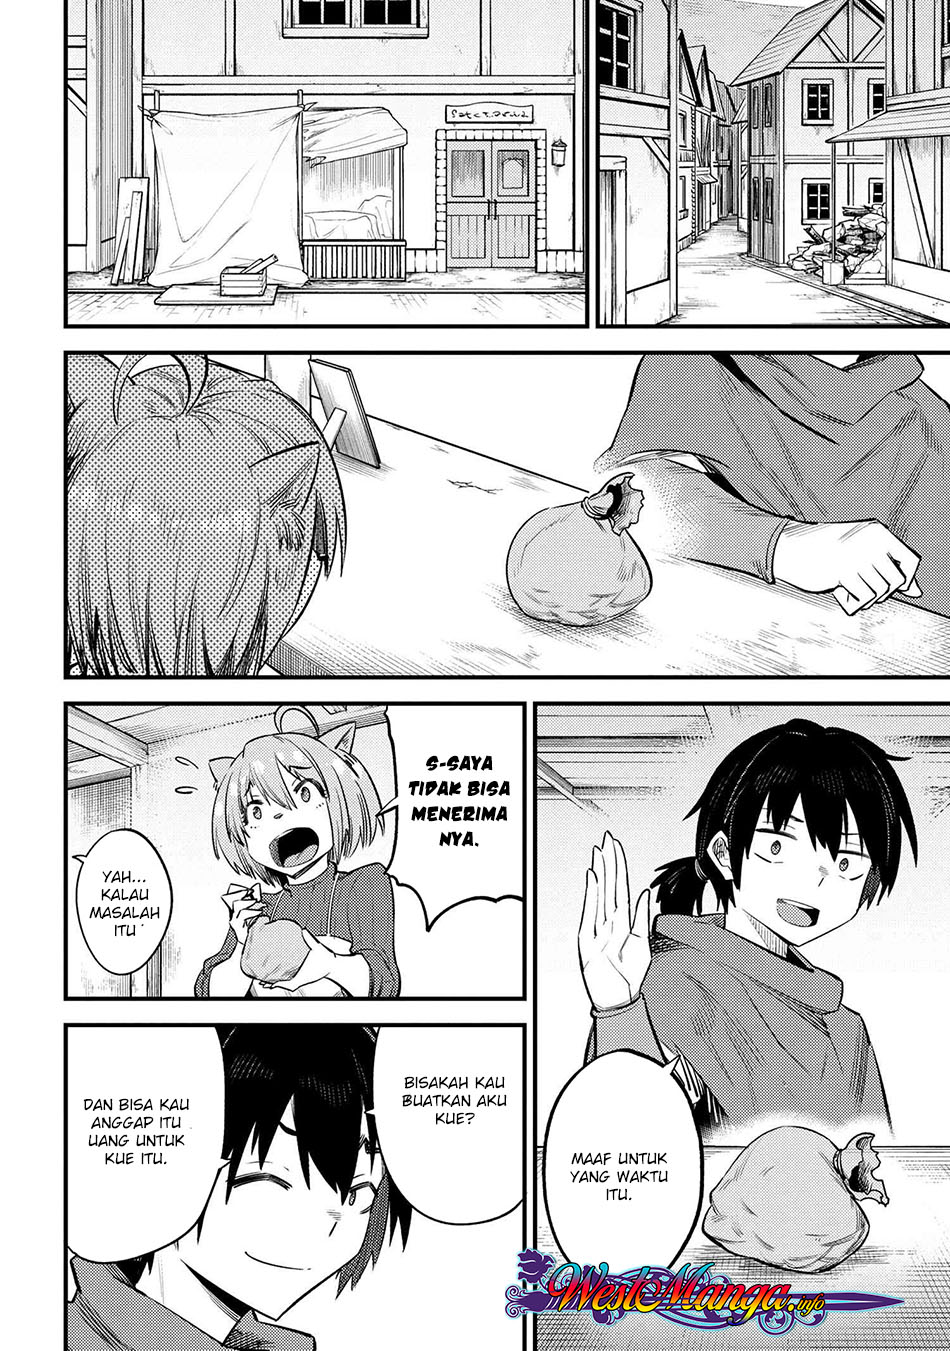 MAAF UNTUK
YANG WAKTU
ITU.
S-SAYA
TIDAK BISA
MENERIMA
NYA.
YAH...
KALAU
MASALAH
ITU
BISAKAH KAU
BUATKAN AKU
KUE?
DAN BISA KAU
ANGGAP ITU
UANG UNTUK
KUE ITU.
WestManga.info